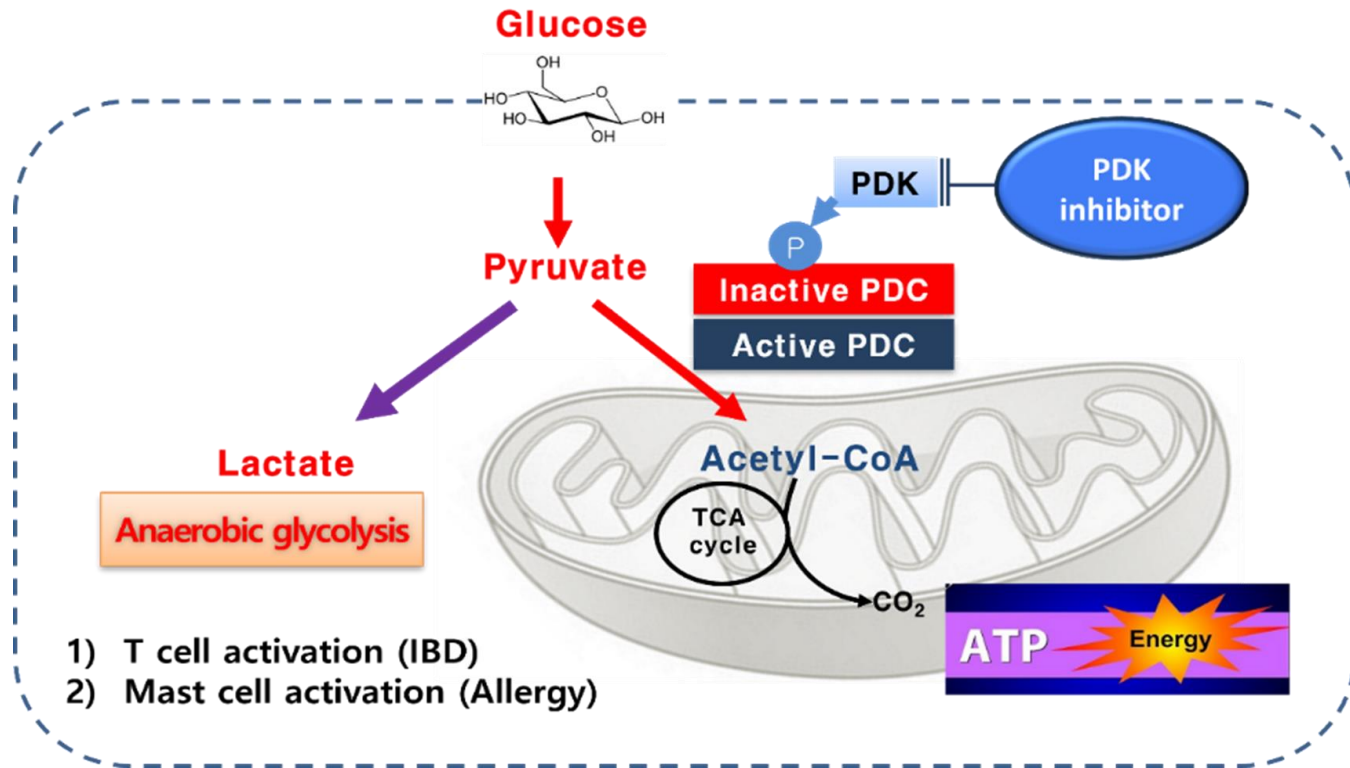 Glucose
OH
HO
O
HO
OH
OH
PDK
PDK
inhibitor
P
Pyruvate
Inactive PDC
Active PDC
Lactate
Anaerobic glycolysis
Acetyl-CoA
TCA
cycle
CO₂
ATP
Energy
1) T cell activation (IBD)
2) Mast cell activation (Allergy)